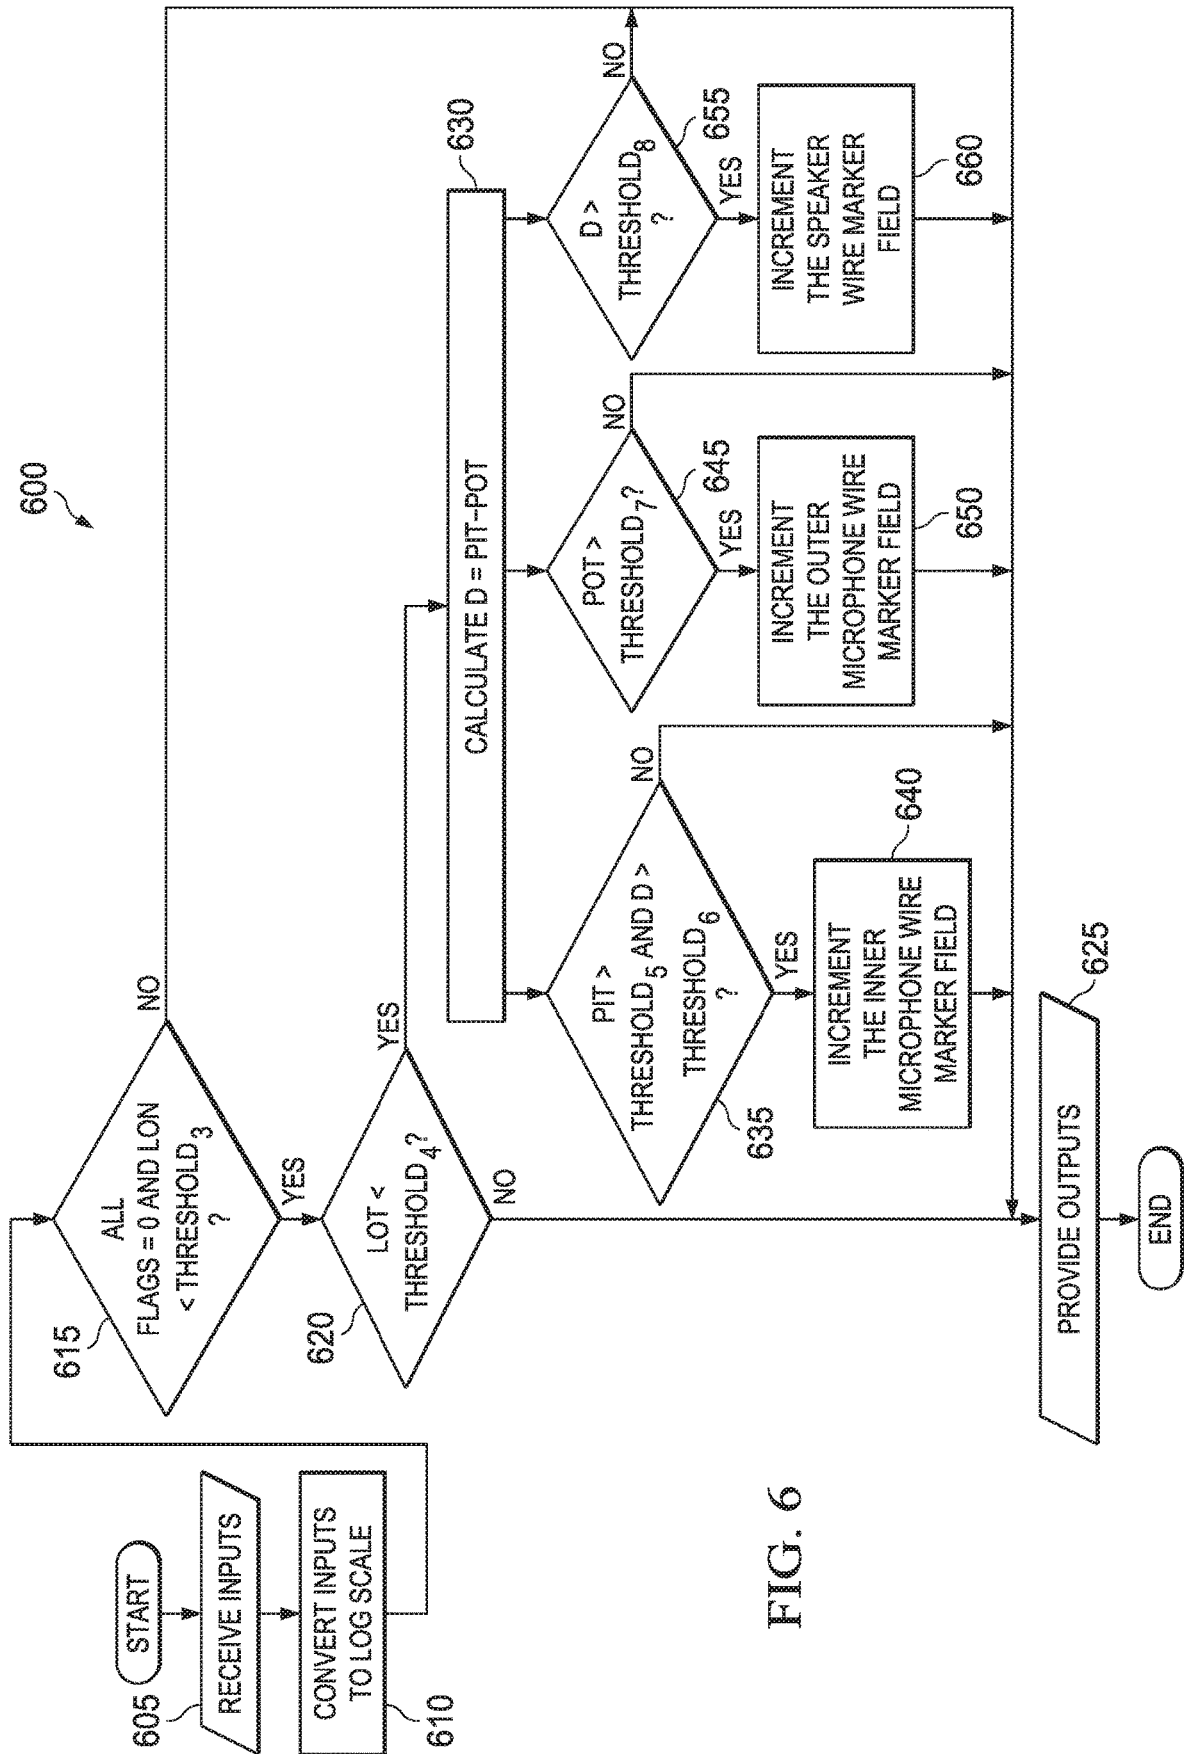 600
START
605
RECEIVE INPUTS
CONVERT INPUTS
TO LOG SCALE
610
615
ALL
FLAGS = 0 AND LON
< THRESHOLD3
?
NO
YES
620
LOT <
THRESHOLD4?
YES
NO
630
CALCULATE D = PIT-POT
635
PIT >
THRESHOLD5 AND D >
THRESHOLD6
?
NO
YES
640
INCREMENT
THE INNER
MICROPHONE WIRE
MARKER FIELD
645
POT >
THRESHOLD7?
NO
YES
650
INCREMENT
THE OUTER
MICROPHONE WIRE
MARKER FIELD
655
D >
THRESHOLD8
?
NO
YES
660
INCREMENT
THE SPEAKER
WIRE MARKER
FIELD
625
PROVIDE OUTPUTS
END
FIG. 6